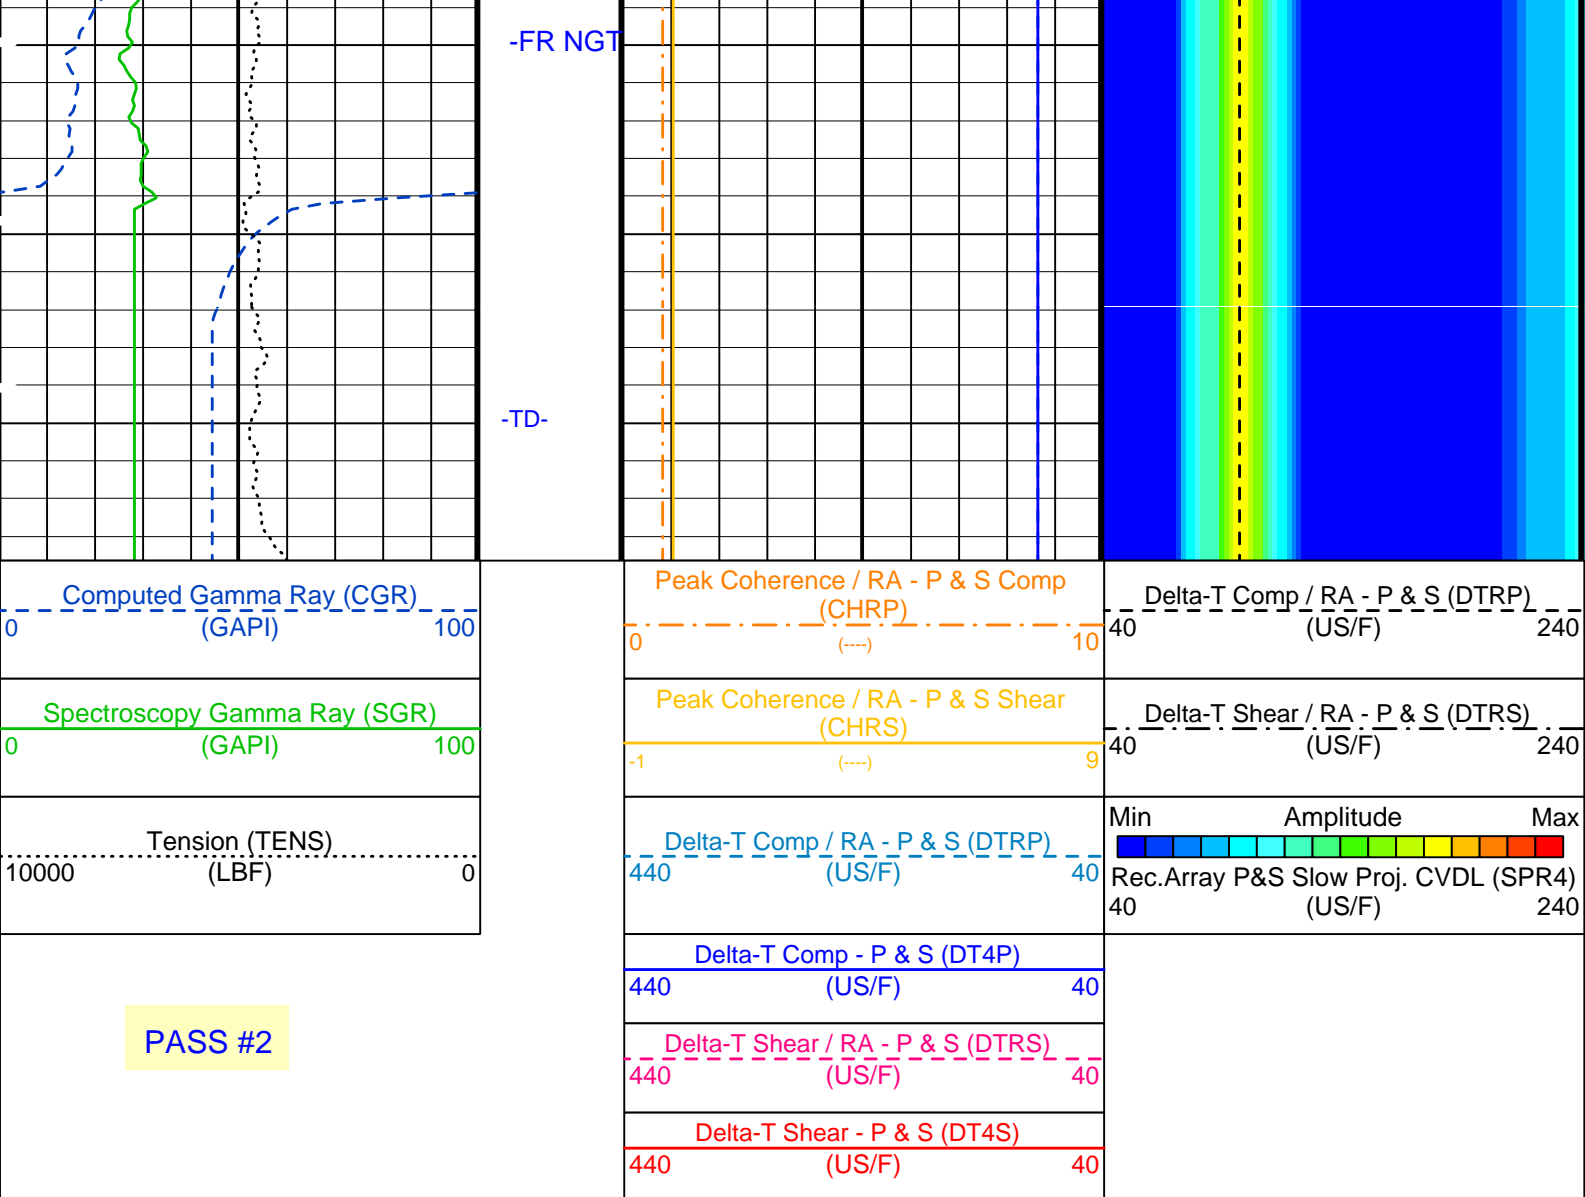 -FR NGT
-TD-
Computed Gamma Ray (CGR)
0 (GAPI) 100
Spectroscopy Gamma Ray (SGR)
0 (GAPI) 100
Tension (TENS)
10000 (LBF) 0
PASS #2
Peak Coherence / RA - P & S Comp
(CHRP)
0 (----) 10
Peak Coherence / RA - P & S Shear
(CHRS)
-1 (----) 9
Delta-T Comp / RA - P & S (DTRP)
440 (US/F) 40
Delta-T Comp - P & S (DT4P)
440 (US/F) 40
Delta-T Shear / RA - P & S (DTRS)
440 (US/F) 40
Delta-T Shear - P & S (DT4S)
440 (US/F) 40
Delta-T Comp / RA - P & S (DTRP)
40 (US/F) 240
Delta-T Shear / RA - P & S (DTRS)
40 (US/F) 240
Min Amplitude Max
Rec.Array P&S Slow Proj. CVDL (SPR4)
40 (US/F) 240